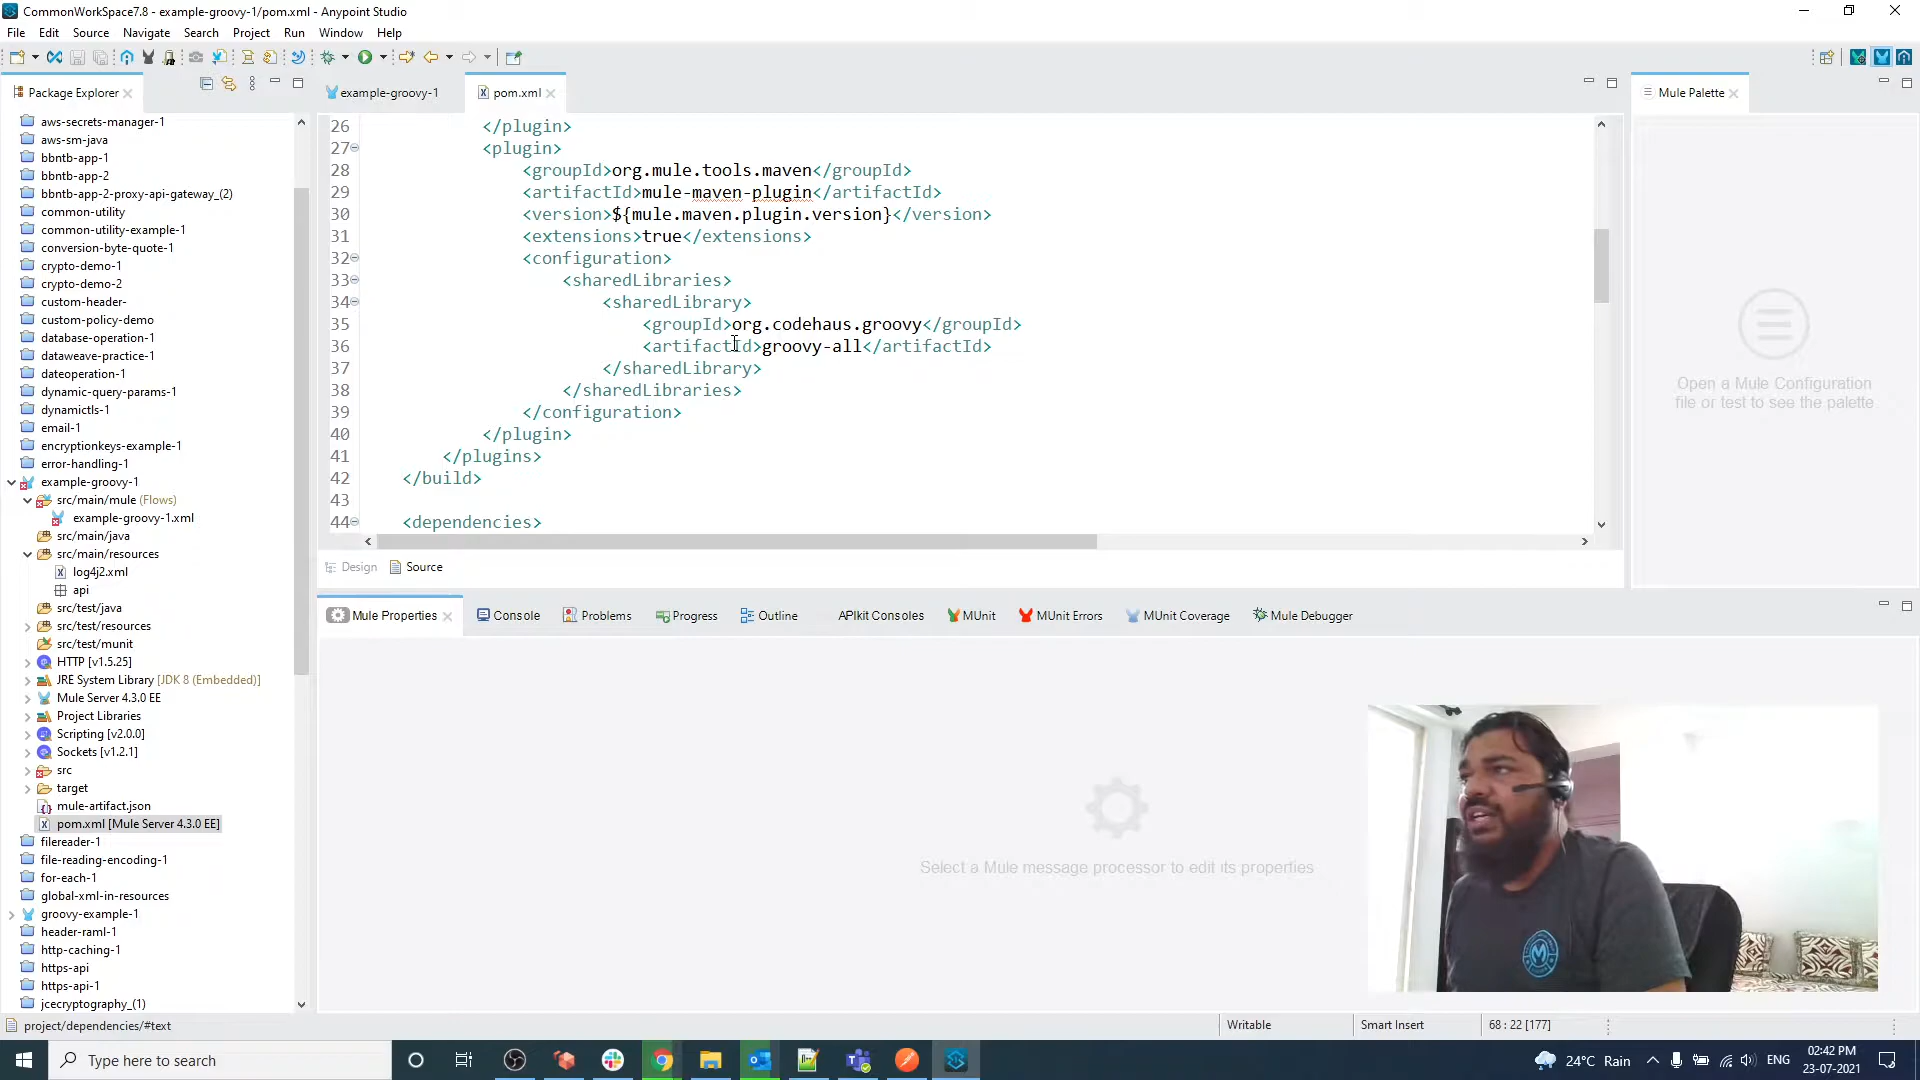 CommonWorkSpace7.8 - example-groovy-1/pom.xml - Anypoint Studio
File Edit Source Navigate Search Project Run Window Help
Package Explorer
example-groovy-1
pom.xml
Mule Palette
aws-secrets-manager-1
aws-sm-java
bbntb-app-1
bbntb-app-2
bbntb-app-2-proxy-api-gateway_(2)
common-utility
common-utility-example-1
conversion-byte-quote-1
crypto-demo-1
crypto-demo-2
custom-header-
custom-policy-demo
database-operation-1
dataweave-practice-1
dateoperation-1
dynamic-query-params-1
dynamictls-1
email-1
encryptionkeys-example-1
error-handling-1
example-groovy-1
src/main/mule (Flows)
example-groovy-1.xml
src/main/java
src/main/resources
log4j2.xml
api
src/test/java
src/test/resources
src/test/munit
HTTP [v1.5.25]
JRE System Library [JDK 8 (Embedded)]
Mule Server 4.3.0 EE
Project Libraries
Scripting [v2.0.0]
Sockets [v1.2.1]
src
target
mule-artifact.json
pom.xml [Mule Server 4.3.0 EE]
filereader-1
file-reading-encoding-1
for-each-1
global-xml-in-resources
groovy-example-1
header-raml-1
http-caching-1
https-api
https-api-1
jcecryptography_(1)
26 </plugin>
27 <plugin>
28 <groupId>org.mule.tools.maven</groupId>
29 <artifactId>mule-maven-plugin</artifactId>
30 <version>${mule.maven.plugin.version}</version>
31 <extensions>true</extensions>
32 <configuration>
33 <sharedLibraries>
34 <sharedLibrary>
35 <groupId>org.codehaus.groovy</groupId>
36 <artifactId>groovy-all</artifactId>
37 </sharedLibrary>
38 </sharedLibraries>
39 </configuration>
40 </plugin>
41 </plugins>
42 </build>
43
44 <dependencies>
Design Source
Open a Mule Configuration
file or test to see the palette
Mule Properties Console Problems Progress Outline APIkit Consoles MUnit MUnit Errors MUnit Coverage Mule Debugger
Select a Mule message processor to edit its properties
project/dependencies/#text
Writable
Smart Insert
68 : 22 [177]
Type here to search
24°C Rain
ENG
02:42 PM
23-07-2021